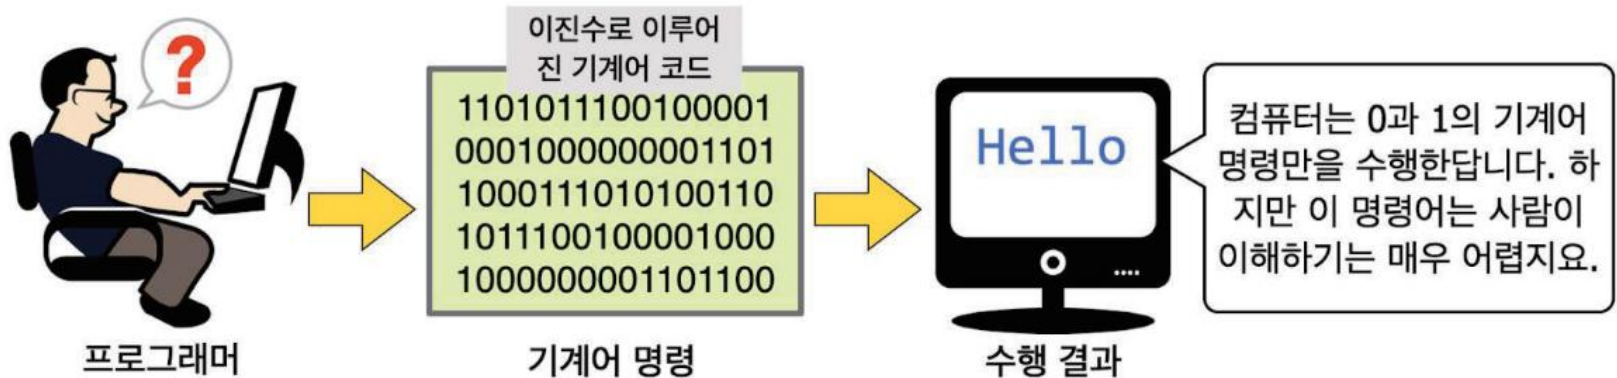 ?
이진수로 이루어
진 기계어 코드
1101011100100001
0001000000001101
1000111010100110
1011100100001000
1000000001101100
Hello
컴퓨터는 0과 1의 기계어
명령만을 수행한답니다. 하
지만 이 명령어는 사람이
이해하기는 매우 어렵지요.
프로그래머
기계어 명령
수행 결과